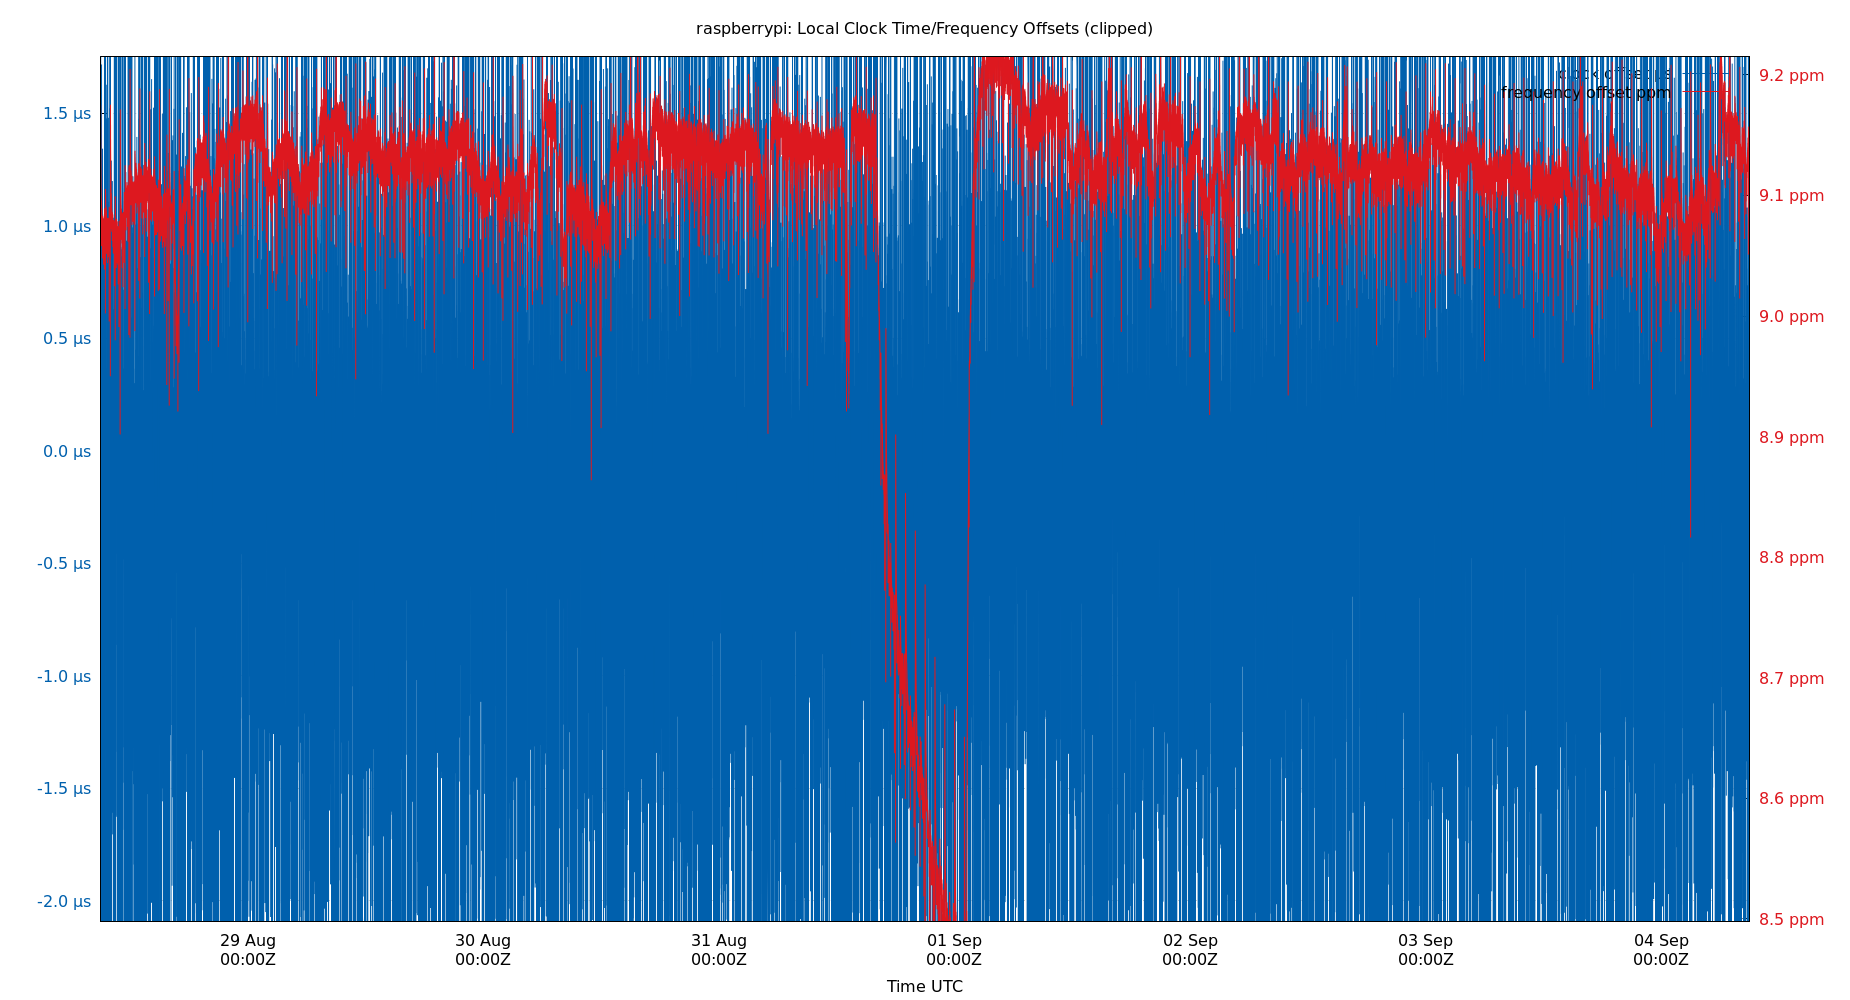 raspberrypi: Local Clock Time/Frequency Offsets (clipped)
clock offset µs
frequency offset ppm
1.5 µs
1.0 µs
0.5 µs
0.0 µs
-0.5 µs
-1.0 µs
-1.5 µs
-2.0 µs
9.2 ppm
9.1 ppm
9.0 ppm
8.9 ppm
8.8 ppm
8.7 ppm
8.6 ppm
8.5 ppm
29 Aug
00:00Z
30 Aug
00:00Z
31 Aug
00:00Z
01 Sep
00:00Z
02 Sep
00:00Z
03 Sep
00:00Z
04 Sep
00:00Z
Time UTC